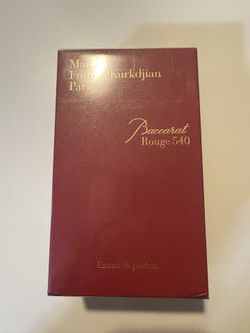 Maison
Francis Kurkdjian
Paris
Baccarat
Rouge 540
Extrait de parfum